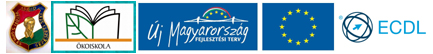 ÖKOISKOLA
Új Magyarország
FEJLESZTÉSI TERV
ECDL